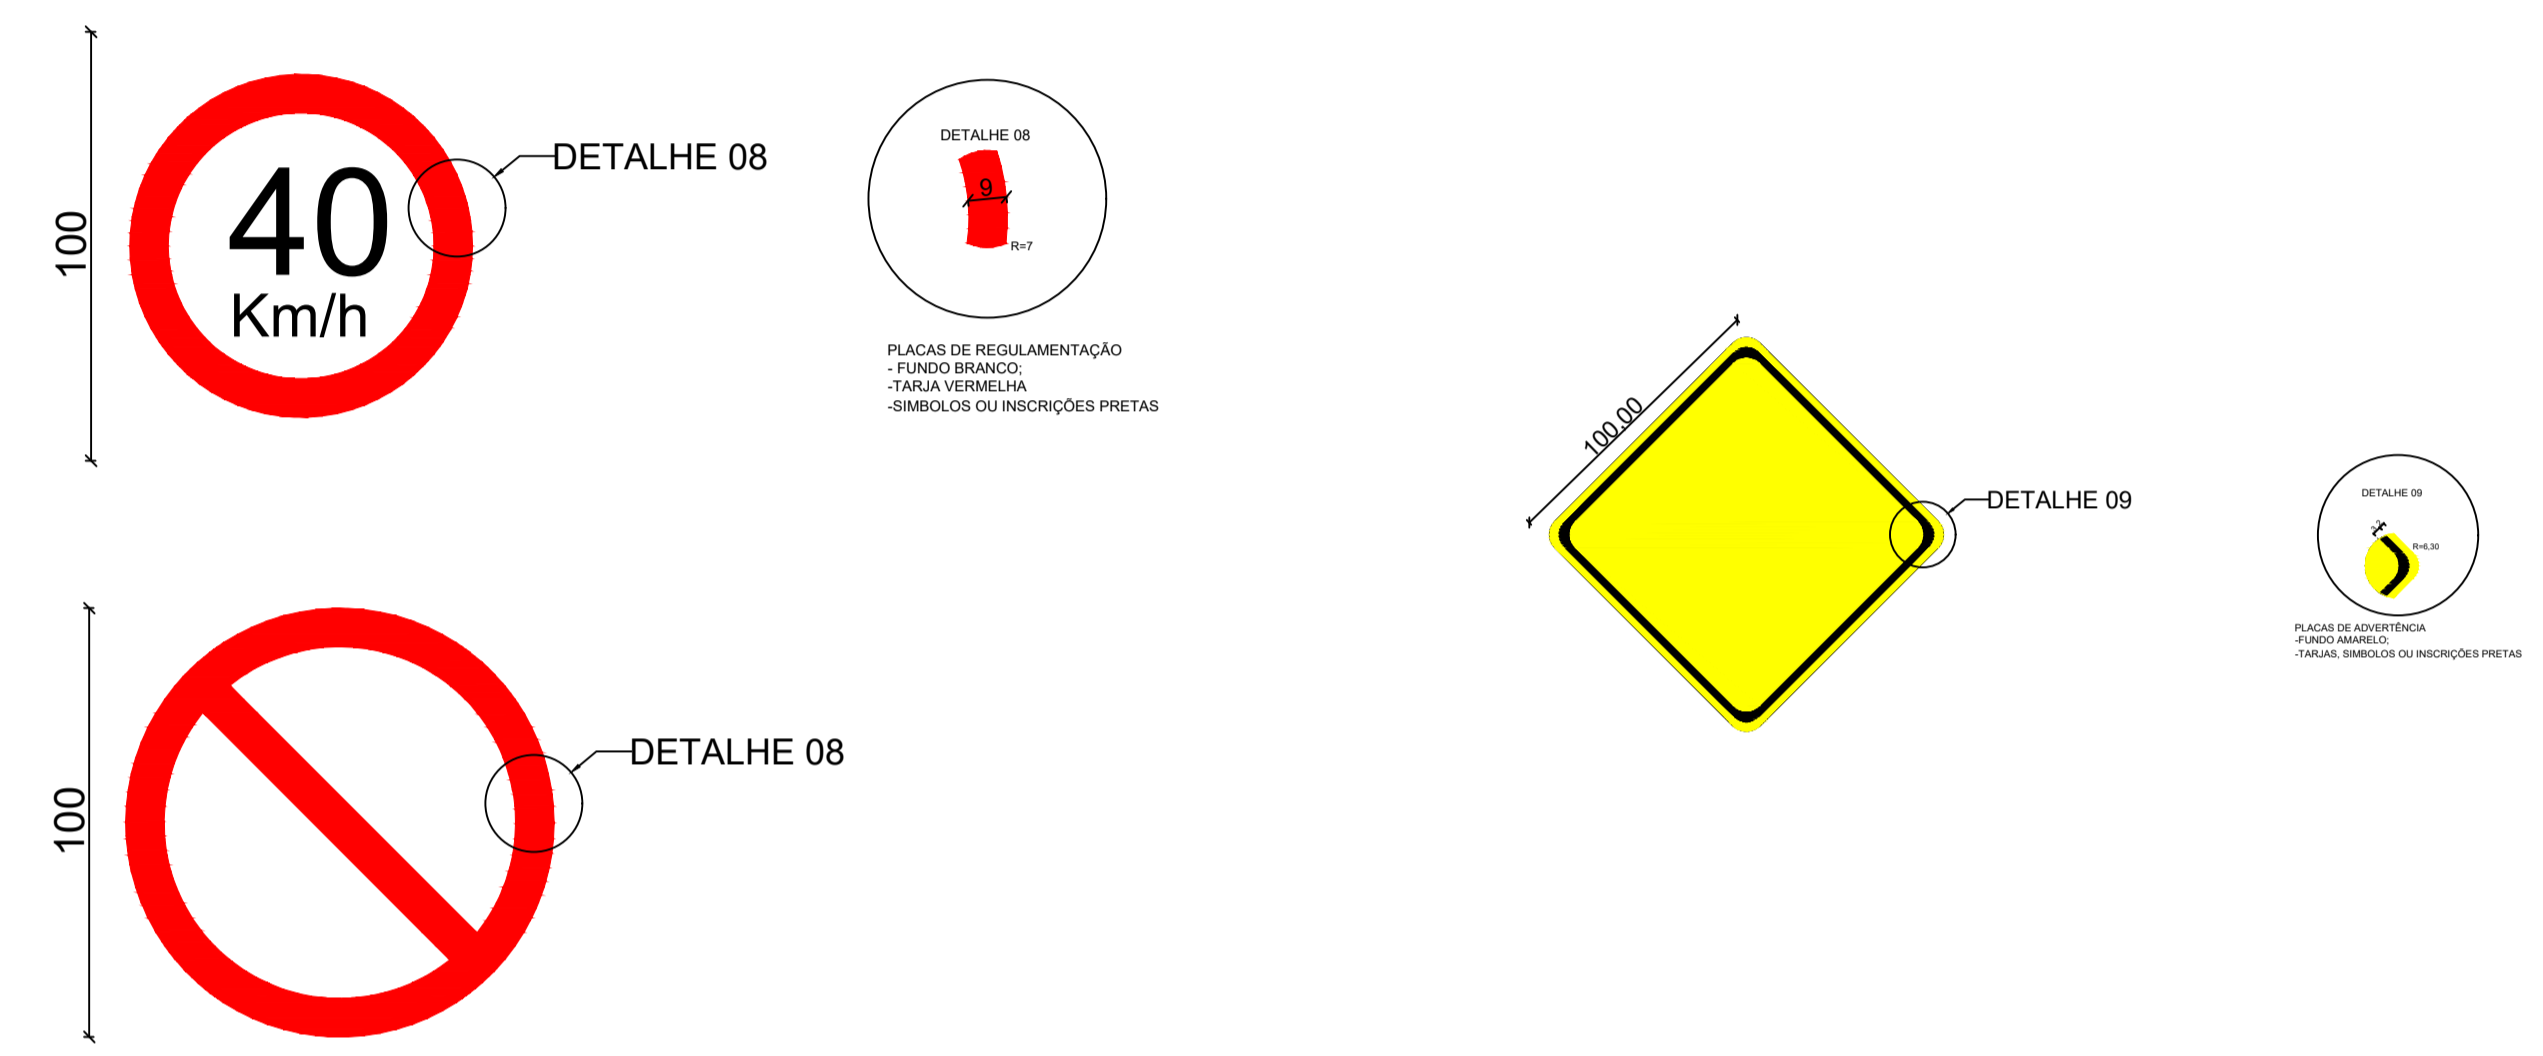 100
40
Km/h
DETALHE 08
DETALHE 08
9
R=7
PLACAS DE REGULAMENTAÇÃO
- FUNDO BRANCO;
-TARJA VERMELHA
-SIMBOLOS OU INSCRIÇÕES PRETAS
100
DETALHE 08
100,00
DETALHE 09
DETALHE 09
R=6,30
PLACAS DE ADVERTÊNCIA
-FUNDO AMARELO;
-TARJAS, SIMBOLOS OU INSCRIÇÕES PRETAS